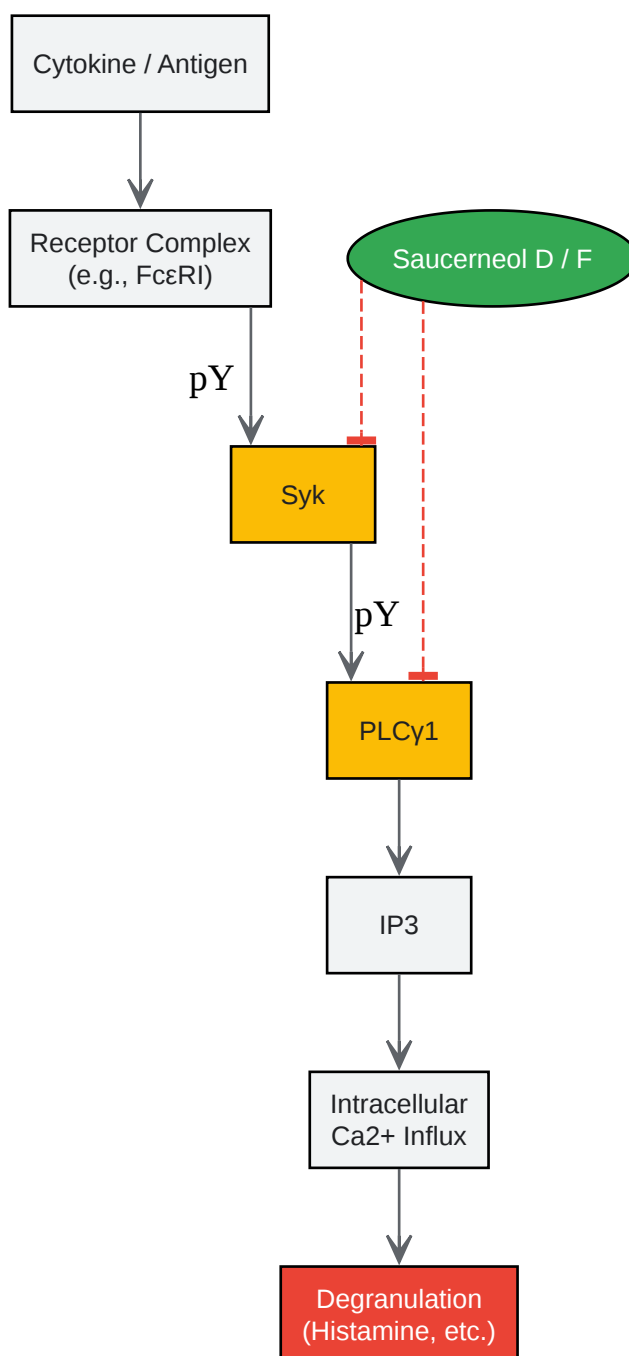 Cytokine / Antigen
Receptor Complex
(e.g., FcεRI)
Saucerneol D / F
pY
Syk
pY
PLCγ1
IP3
Intracellular
Ca2+ Influx
Degranulation
(Histamine, etc.)